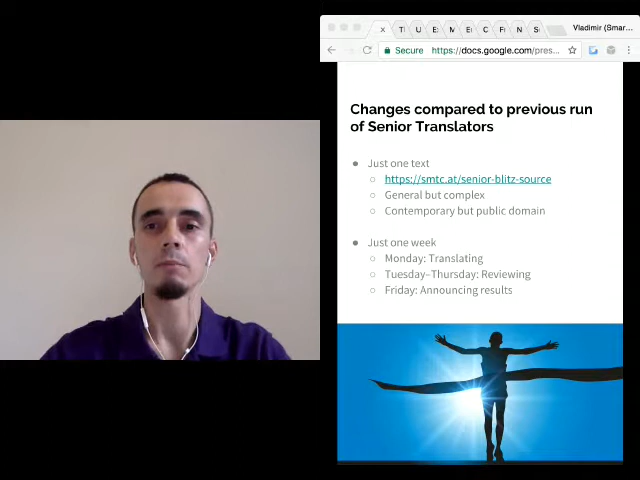 Vladimir (Smar...
Secure https://docs.google.com/pres...
Changes compared to previous run
of Senior Translators
Just one text
https://smtc.at/senior-blitz-source
General but complex
Contemporary but public domain
Just one week
Monday: Translating
Tuesday–Thursday: Reviewing
Friday: Announcing results